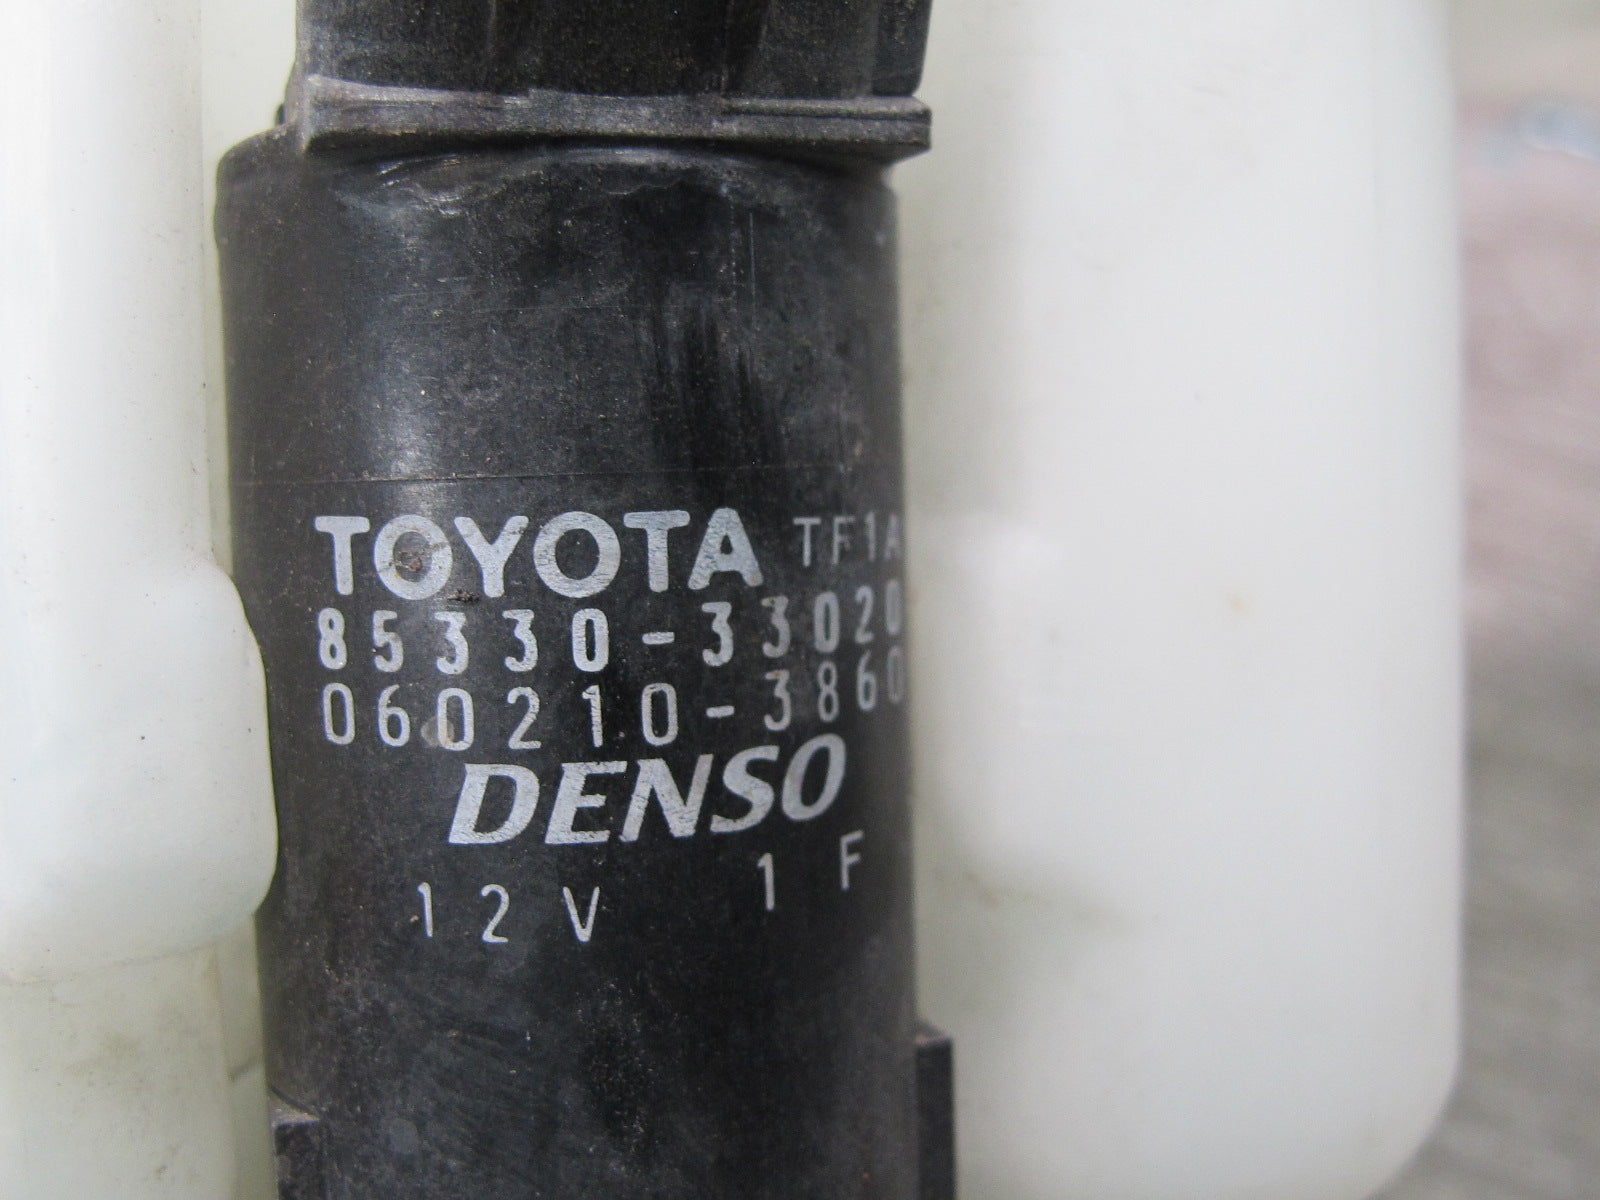 TOYOTA TF1A
85330-33020
060210-3860
DENSO
12V 1F